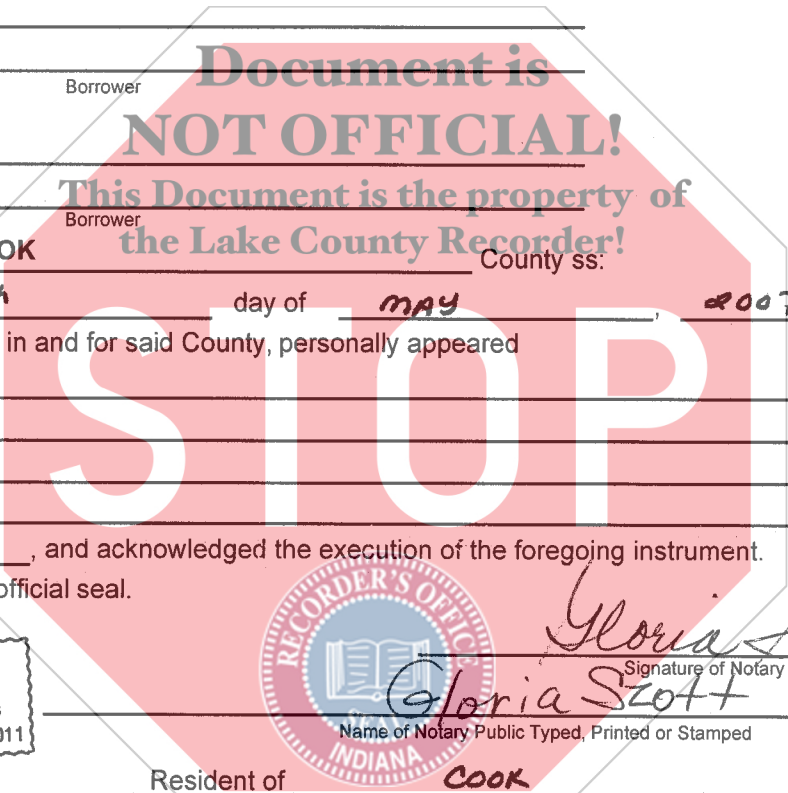 Document is
Borrower
NOT OFFICIAL!
This Document is the property of
Borrower
the Lake County Recorder!
OK County ss:
day of MAY, 2007
in and for said County, personally appeared
STOP
, and acknowledged the execution of the foregoing instrument.
official seal.
RECORDER'S OFFICE
Gloria S
Signature of Notary
Gloria Scott
011
SEAL
Name of Notary Public Typed, Printed or Stamped
INDIANA
Resident of COOK